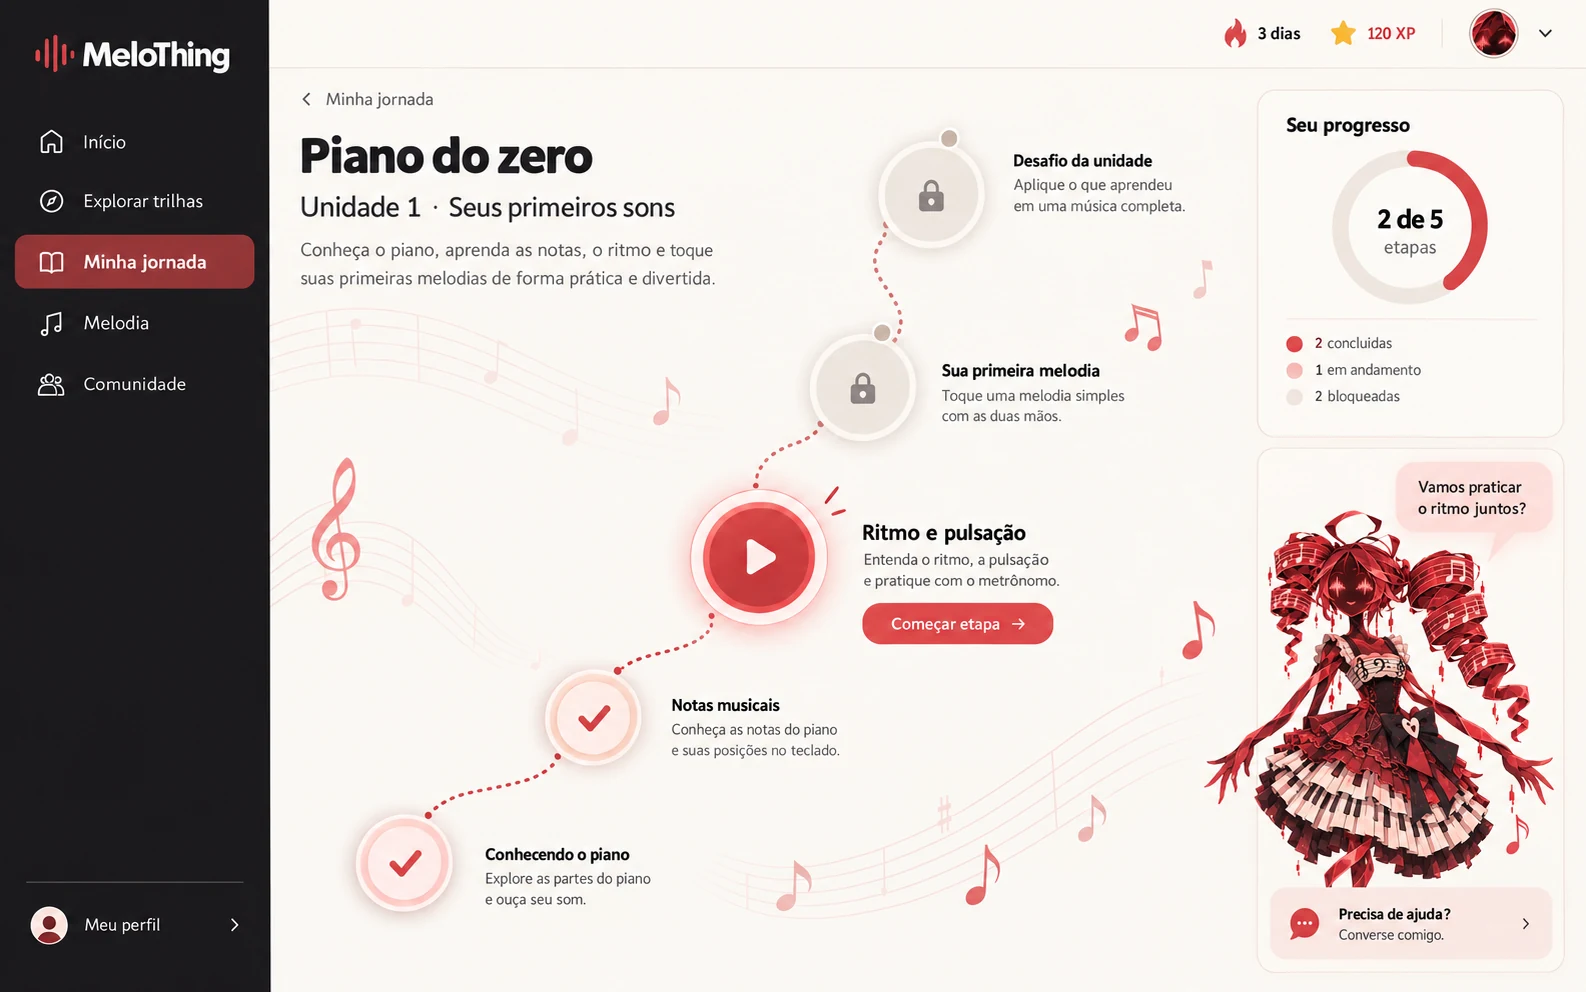 MeloThing
Início
Explorar trilhas
Minha jornada
Melodia
Comunidade
Meu perfil
3 dias
120 XP
Minha jornada
Piano do zero
Unidade 1 · Seus primeiros sons
Conheça o piano, aprenda as notas, o ritmo e toque
suas primeiras melodias de forma prática e divertida.
Desafio da unidade
Aplique o que aprendeu
em uma música completa.
Sua primeira melodia
Toque uma melodia simples
com as duas mãos.
Ritmo e pulsação
Entenda o ritmo, a pulsação
e pratique com o metrônomo.
Começar etapa →
Notas musicais
Conheça as notas do piano
e suas posições no teclado.
Conhecendo o piano
Explore as partes do piano
e ouça seu som.
Seu progresso
2 de 5
etapas
2 concluidas
1 em andamento
2 bloqueadas
Vamos praticar
o ritmo juntos?
Precisa de ajuda?
Converse comigo.